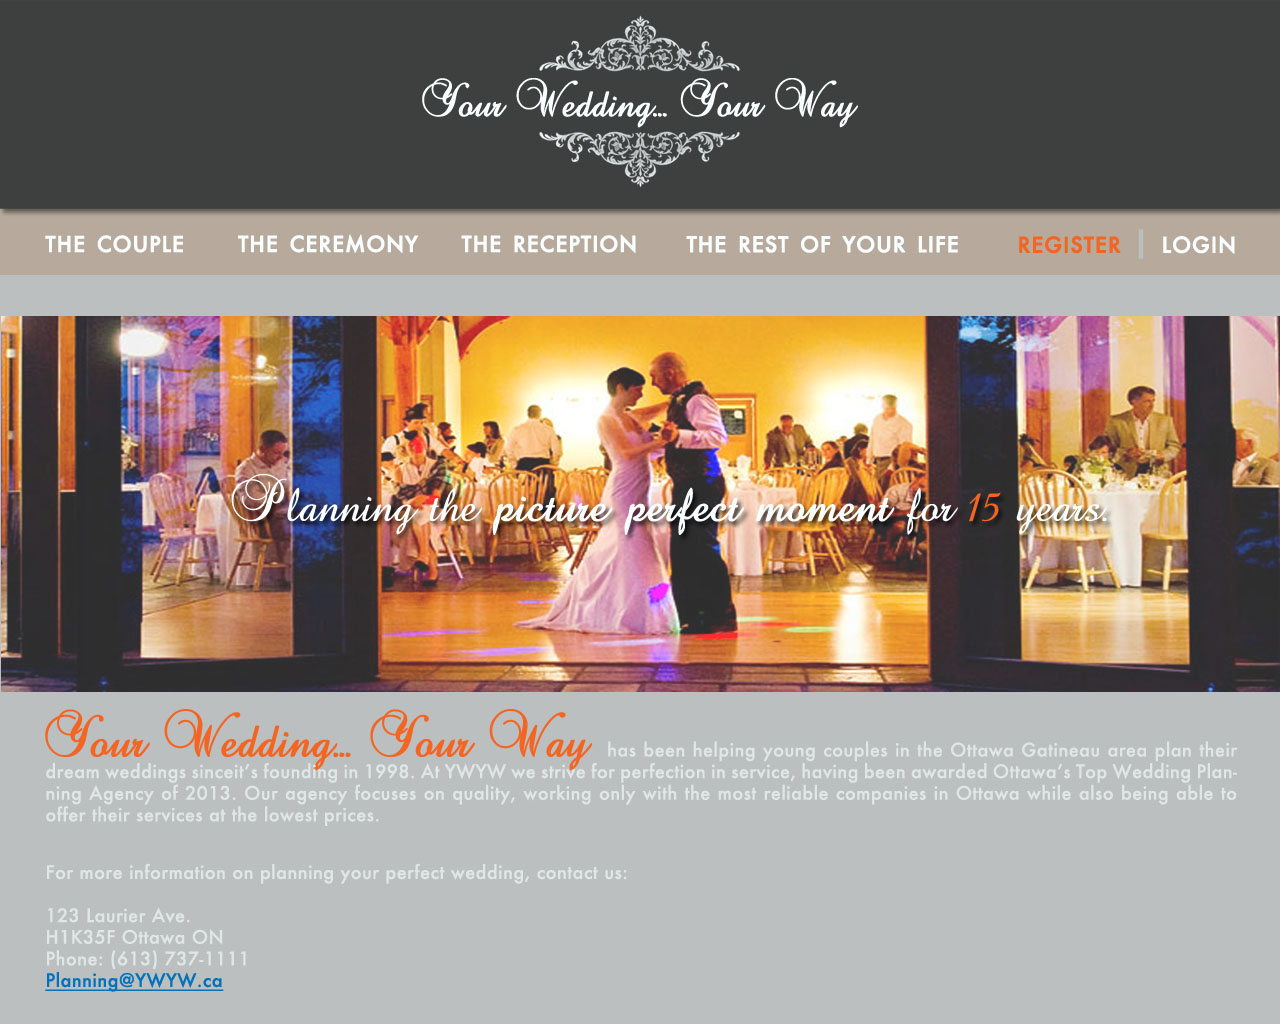 Your Wedding... Your Way
THE COUPLE THE CEREMONY THE RECEPTION THE REST OF YOUR LIFE REGISTER | LOGIN
Planning the picture perfect moment for 15 years.
Your Wedding... Your Way has been helping young couples in the Ottawa Gatineau area plan their
dream weddings sinceit's founding in 1998. At YWYW we strive for perfection in service, having been awarded Ottawa's Top Wedding Plan-
ning Agency of 2013. Our agency focuses on quality, working only with the most reliable companies in Ottawa while also being able to
offer their services at the lowest prices.
For more information on planning your perfect wedding, contact us:
123 Laurier Ave.
H1K35F Ottawa ON
Phone: (613) 737-1111
Planning@YWYW.ca